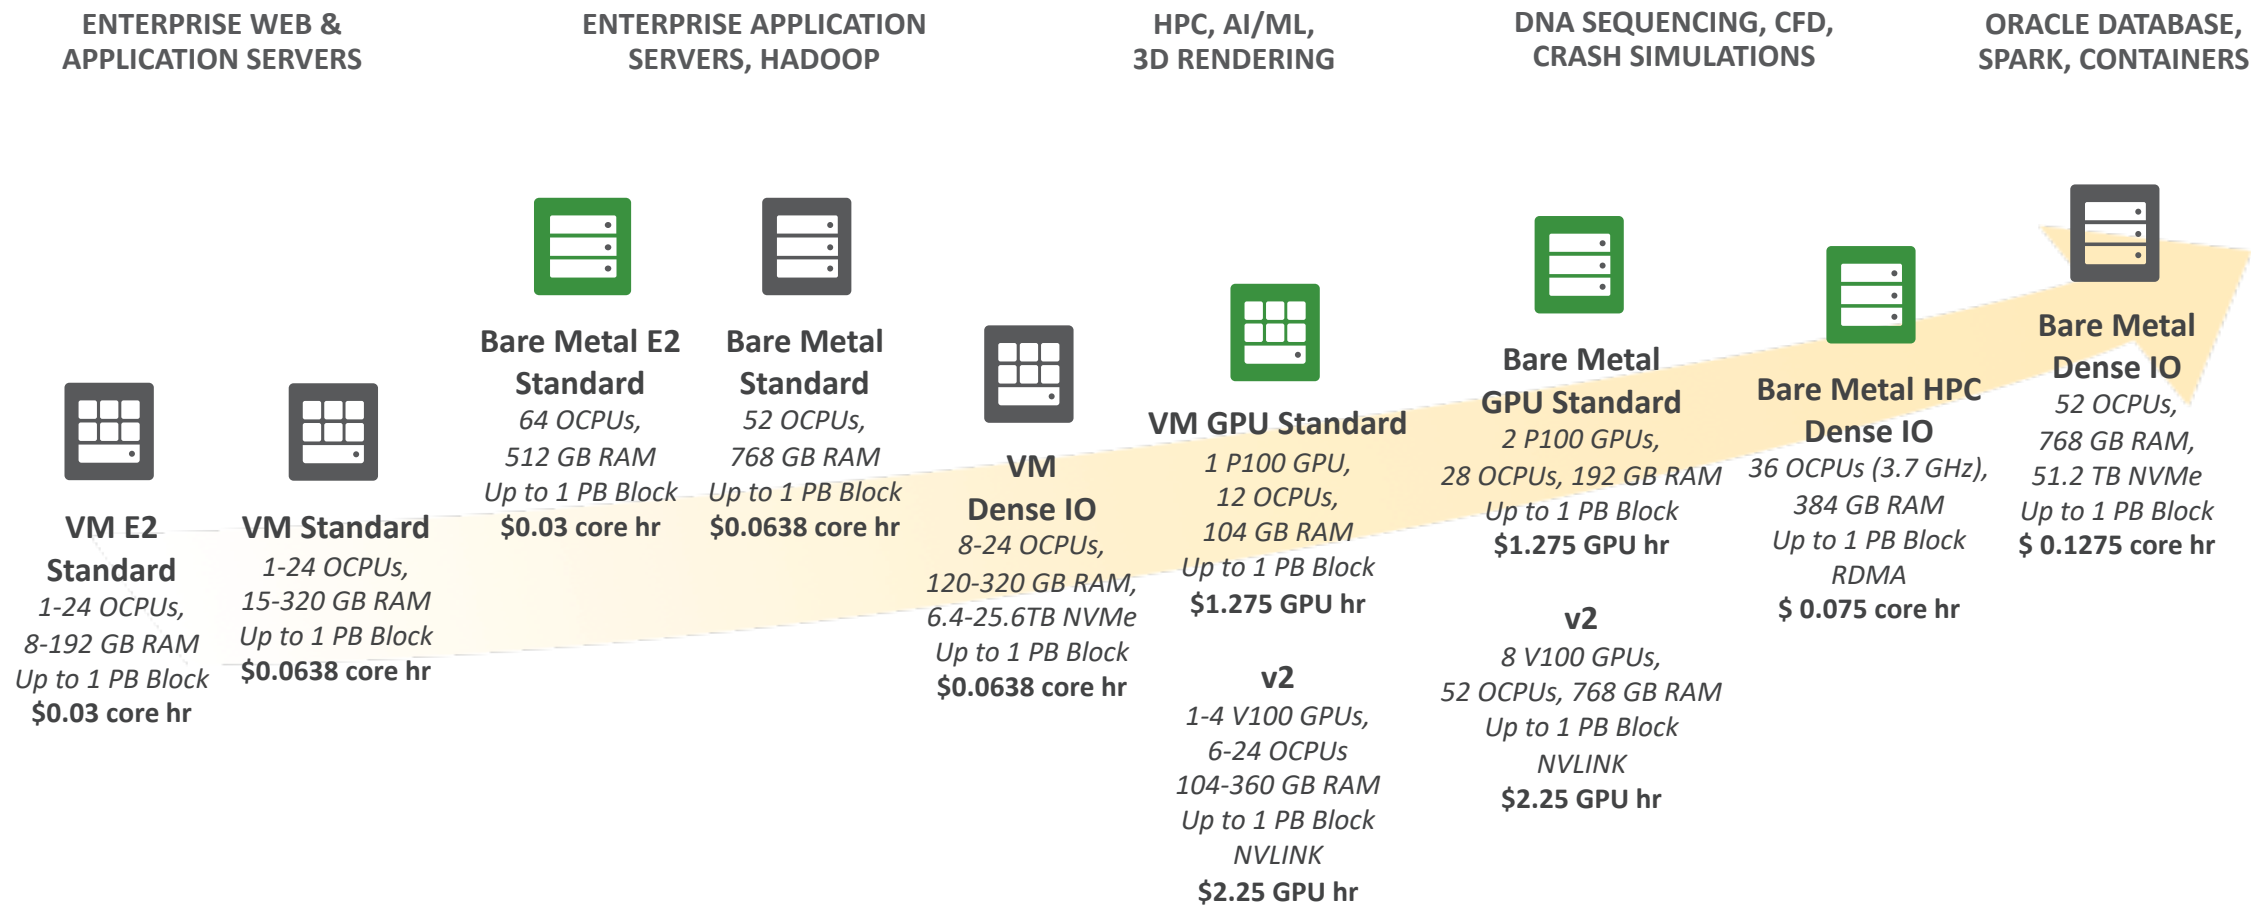 ENTERPRISE WEB &
APPLICATION SERVERS
ENTERPRISE APPLICATION
SERVERS, HADOOP
HPC, AI/ML,
3D RENDERING
DNA SEQUENCING, CFD,
CRASH SIMULATIONS
ORACLE DATABASE,
SPARK, CONTAINERS
VM E2
Standard
1-24 OCPUs,
8-192 GB RAM
Up to 1 PB Block
$0.03 core hr
VM Standard
1-24 OCPUs,
15-320 GB RAM
Up to 1 PB Block
$0.0638 core hr
Bare Metal E2
Standard
64 OCPUs,
512 GB RAM
Up to 1 PB Block
$0.03 core hr
Bare Metal
Standard
52 OCPUs,
768 GB RAM
Up to 1 PB Block
$0.0638 core hr
VM
Dense IO
8-24 OCPUs,
120-320 GB RAM,
6.4-25.6TB NVMe
Up to 1 PB Block
$0.0638 core hr
VM GPU Standard
1 P100 GPU,
12 OCPUs,
104 GB RAM
Up to 1 PB Block
$1.275 GPU hr
v2
1-4 V100 GPUs,
6-24 OCPUs
104-360 GB RAM
Up to 1 PB Block
NVLINK
$2.25 GPU hr
Bare Metal
GPU Standard
2 P100 GPUs,
28 OCPUs, 192 GB RAM
Up to 1 PB Block
$1.275 GPU hr
v2
8 V100 GPUs,
52 OCPUs, 768 GB RAM
Up to 1 PB Block
NVLINK
$2.25 GPU hr
Bare Metal HPC
Dense IO
36 OCPUs (3.7 GHz),
384 GB RAM
Up to 1 PB Block
RDMA
$ 0.075 core hr
Bare Metal
Dense IO
52 OCPUs,
768 GB RAM,
51.2 TB NVMe
Up to 1 PB Block
$ 0.1275 core hr